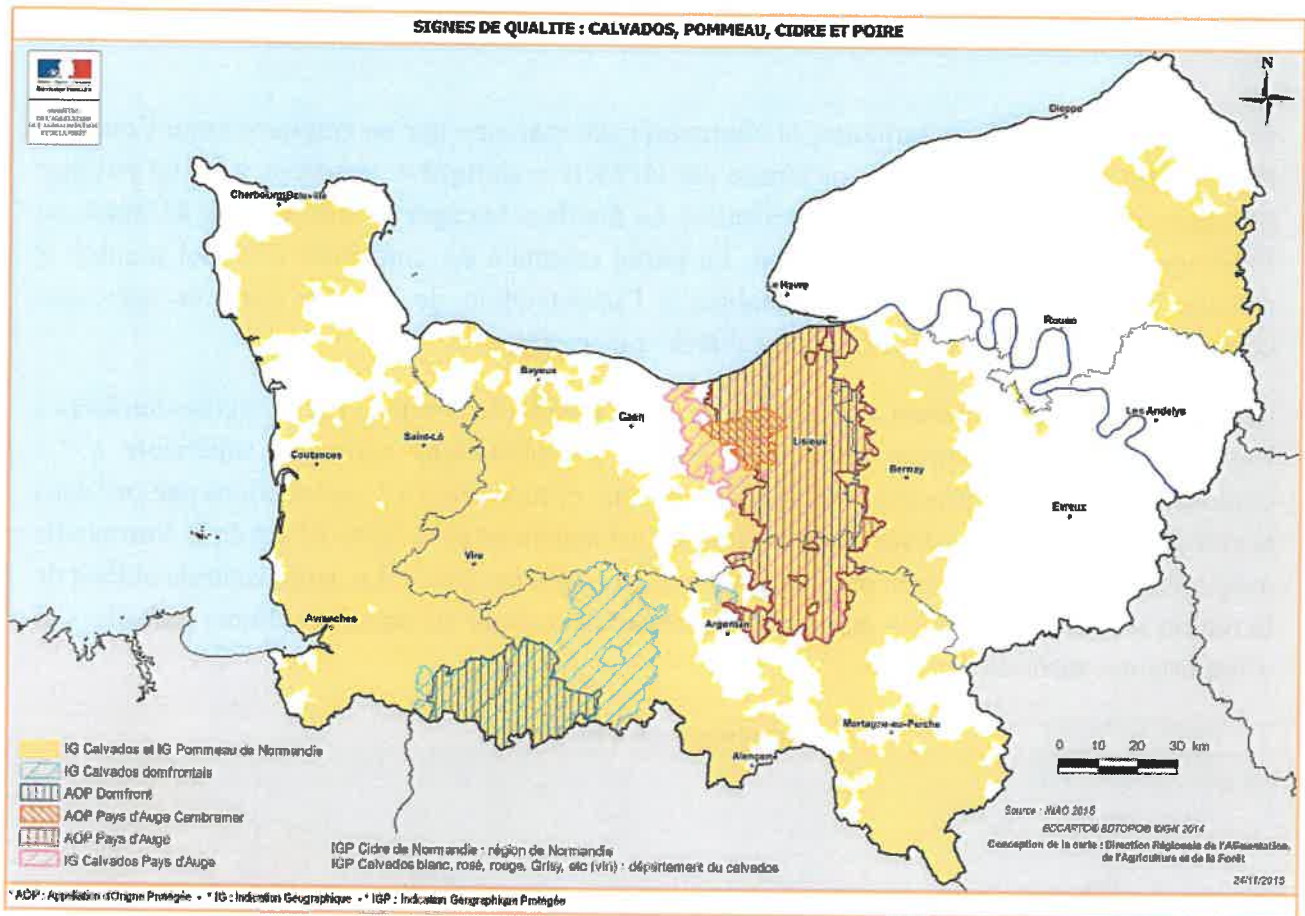 SIGNES DE QUALITE : CALVADOS, POMMEAU, CIDRE ET POIRE
N
Dieppe
Cherbourg
Le Havre
Rouen
Bayeux
Caen
Les Andelys
Saint-Lô
Lisieux
Coutances
Bernay
Evreux
Vire
Avranches
Argentan
Mortagne-au-Perche
Alençon
IG Calvados et IG Pommeau de Normandie
IG Calvados domfrontais
AOP Domfront
AOP Pays d'Auge Cambremer
AOP Pays d'Auge
IG Calvados Pays d'Auge
IGP Cidre de Normandie : région de Normandie
IGP Calvados blanc, rosé, rouge, Grisy, etc (vin) : département du calvados
0 10 20 30 km
Source : INAO 2015
Conception de la carte : Direction Régionale de l'Alimentation,
de l'Agriculture et de la Forêt
24/11/2015
* AOP : Appellation d'Origine Protégée - * IG : Indication Géographique - * IGP : Indication Géographique Protégée